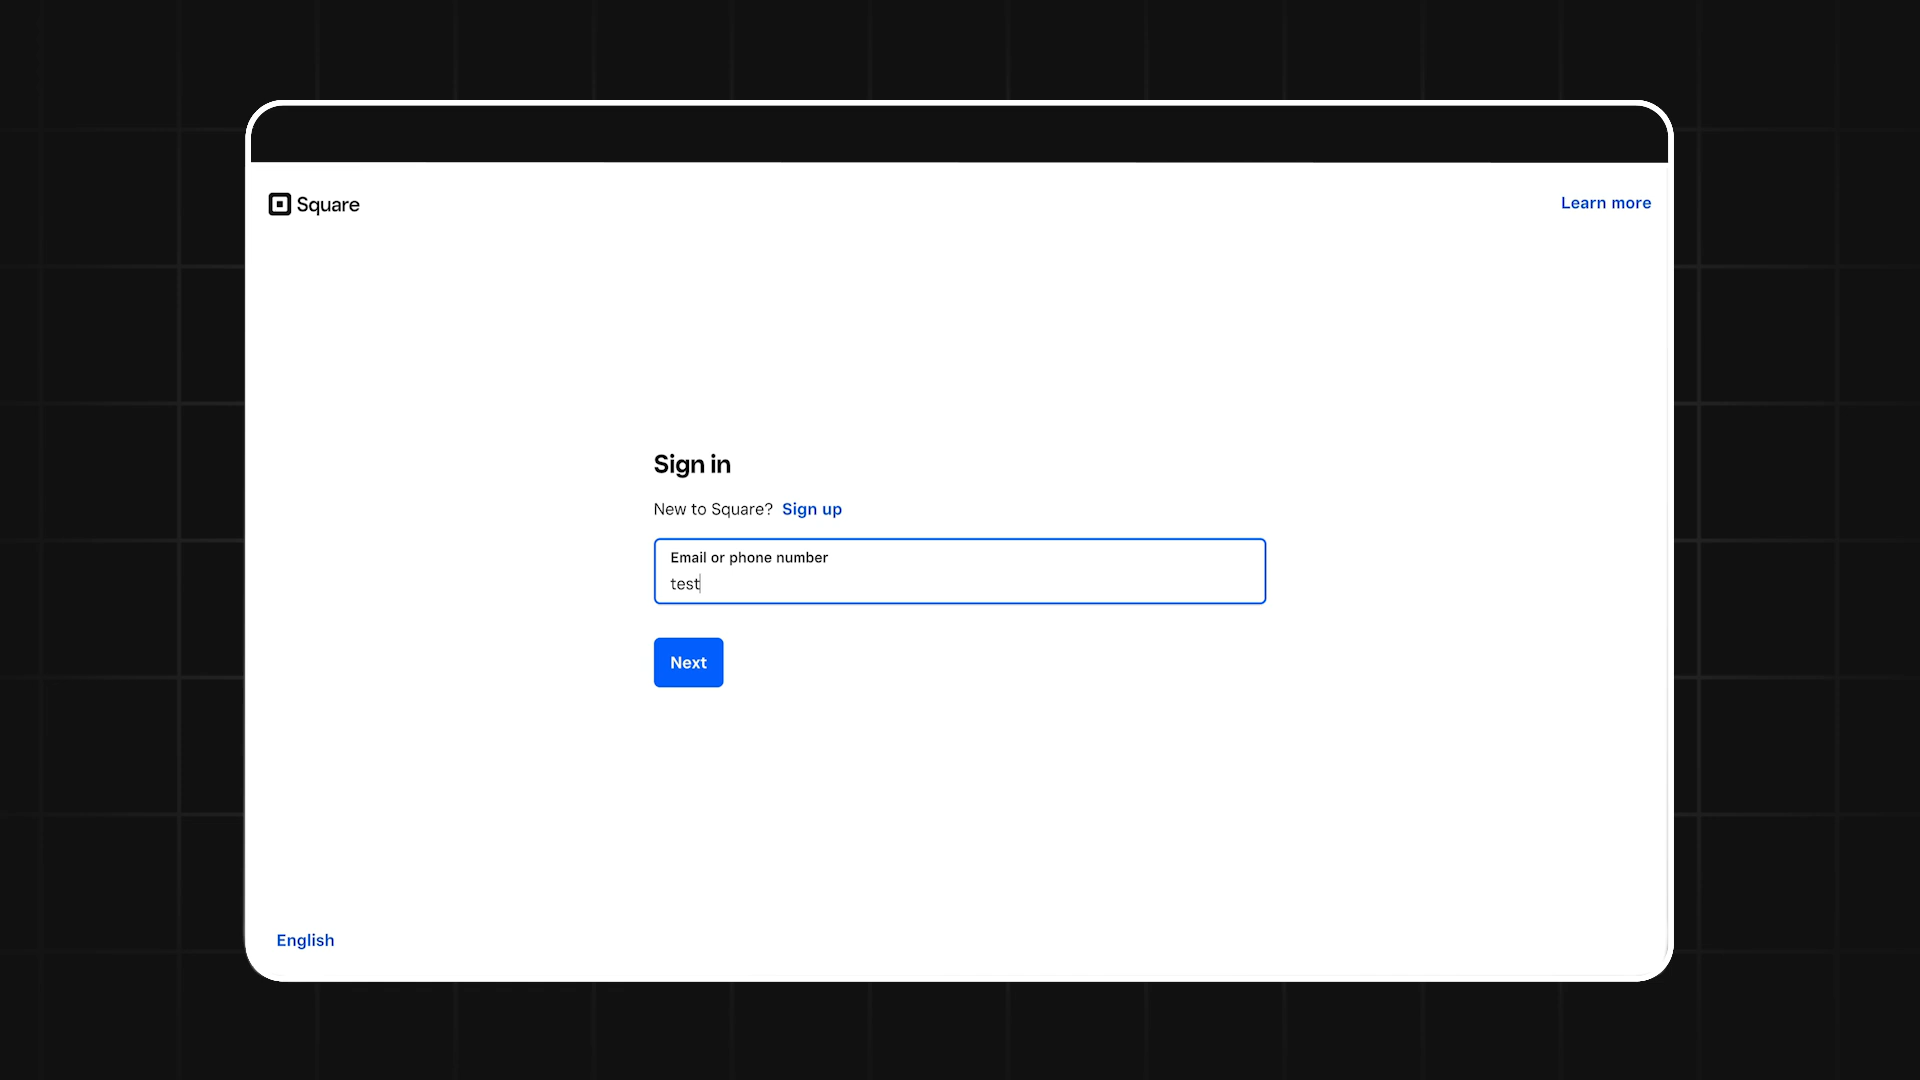 Square
Learn more
Sign in
New to Square? Sign up
Email or phone number
test
Next
English